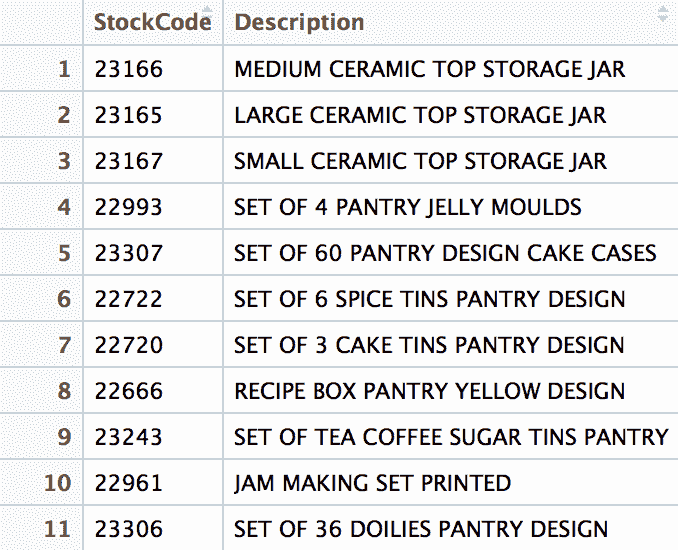 StockCode Description
1 23166 MEDIUM CERAMIC TOP STORAGE JAR
2 23165 LARGE CERAMIC TOP STORAGE JAR
3 23167 SMALL CERAMIC TOP STORAGE JAR
4 22993 SET OF 4 PANTRY JELLY MOULDS
5 23307 SET OF 60 PANTRY DESIGN CAKE CASES
6 22722 SET OF 6 SPICE TINS PANTRY DESIGN
7 22720 SET OF 3 CAKE TINS PANTRY DESIGN
8 22666 RECIPE BOX PANTRY YELLOW DESIGN
9 23243 SET OF TEA COFFEE SUGAR TINS PANTRY
10 22961 JAM MAKING SET PRINTED
11 23306 SET OF 36 DOILIES PANTRY DESIGN